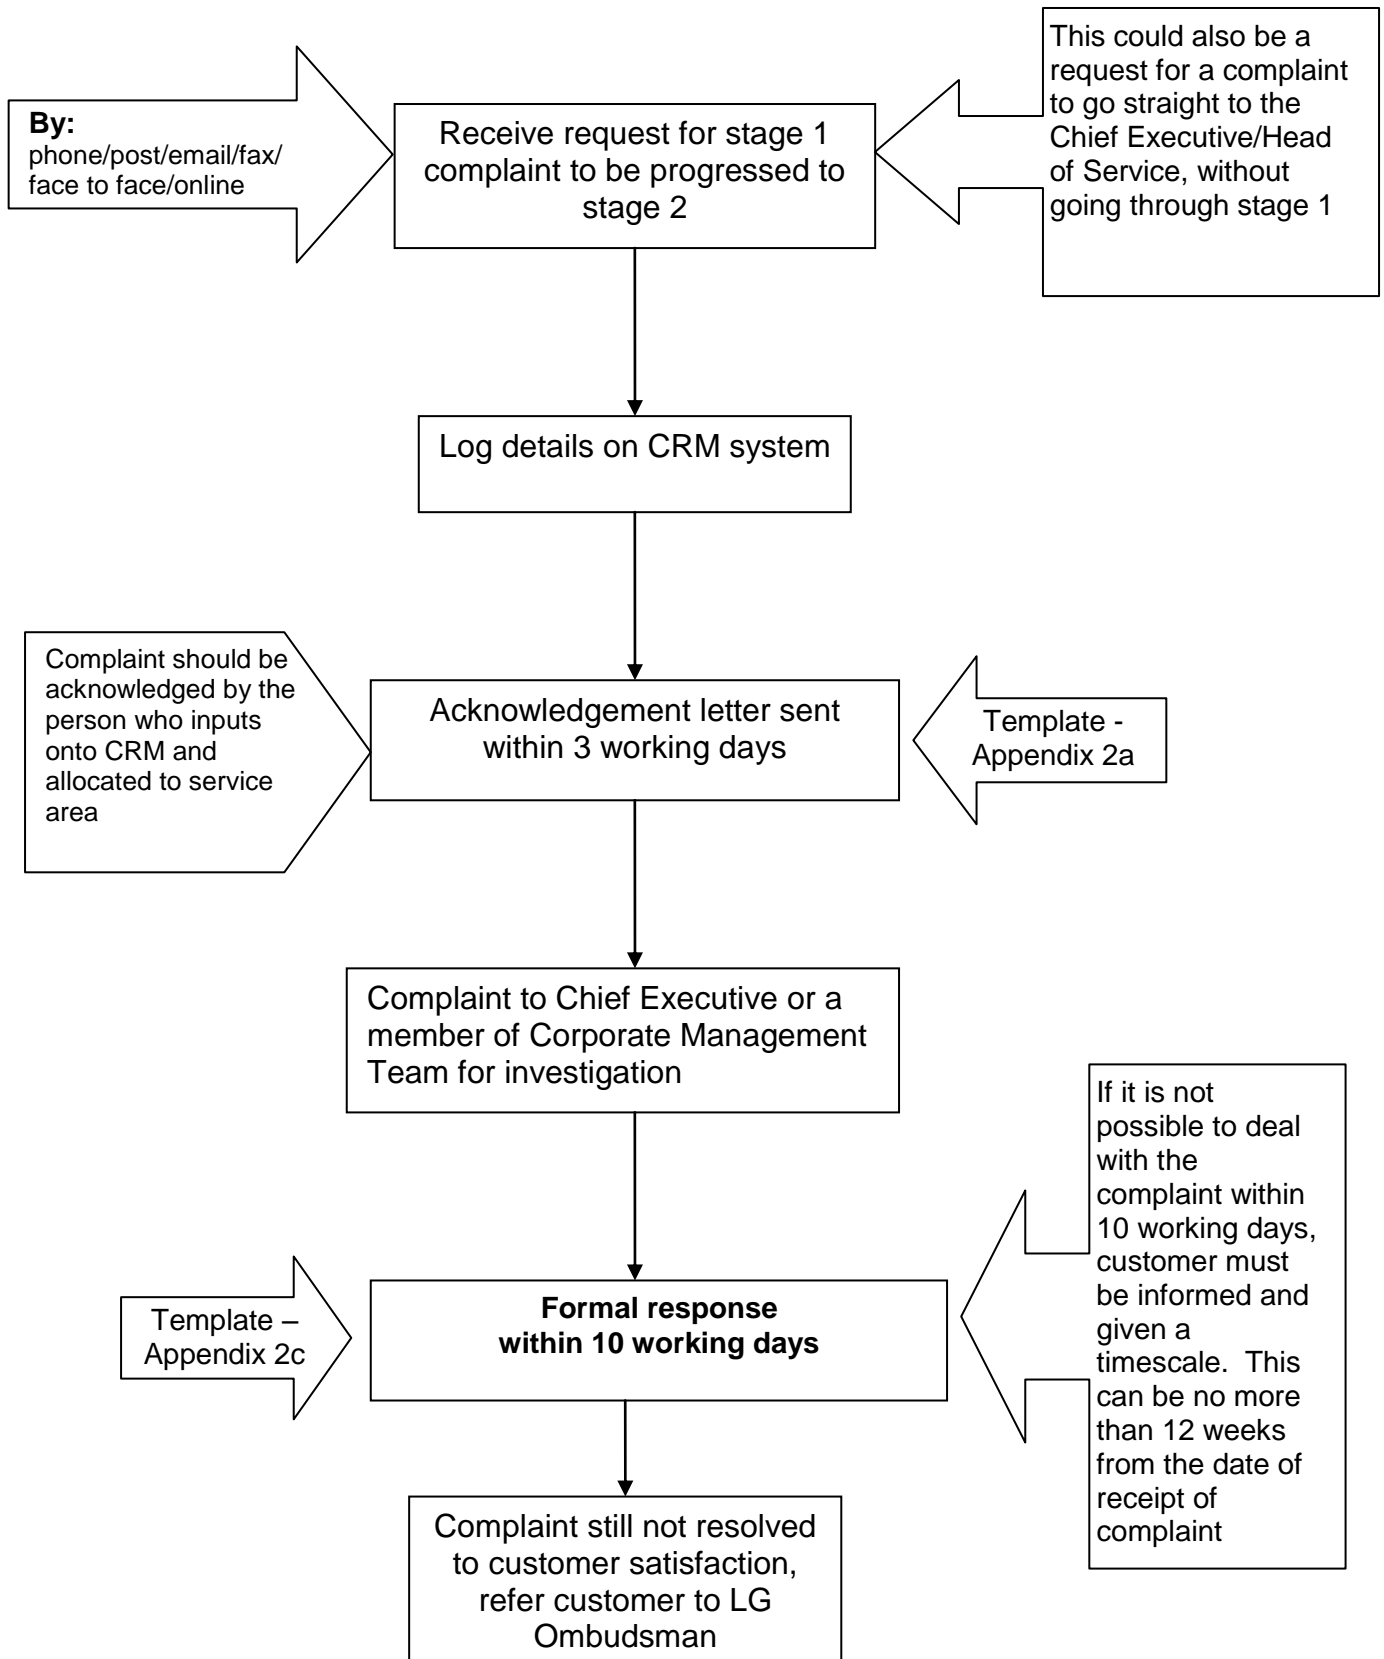 By:
phone/post/email/fax/
face to face/online
Receive request for stage 1
complaint to be progressed to
stage 2
This could also be a
request for a complaint
to go straight to the
Chief Executive/Head
of Service, without
going through stage 1
Log details on CRM system
Complaint should be
acknowledged by the
person who inputs
onto CRM and
allocated to service
area
Acknowledgement letter sent
within 3 working days
Template -
Appendix 2a
Complaint to Chief Executive or a
member of Corporate Management
Team for investigation
Template –
Appendix 2c
Formal response
within 10 working days
If it is not
possible to deal
with the
complaint within
10 working days,
customer must
be informed and
given a
timescale.  This
can be no more
than 12 weeks
from the date of
receipt of
complaint
Complaint still not resolved
to customer satisfaction,
refer customer to LG
Ombudsman